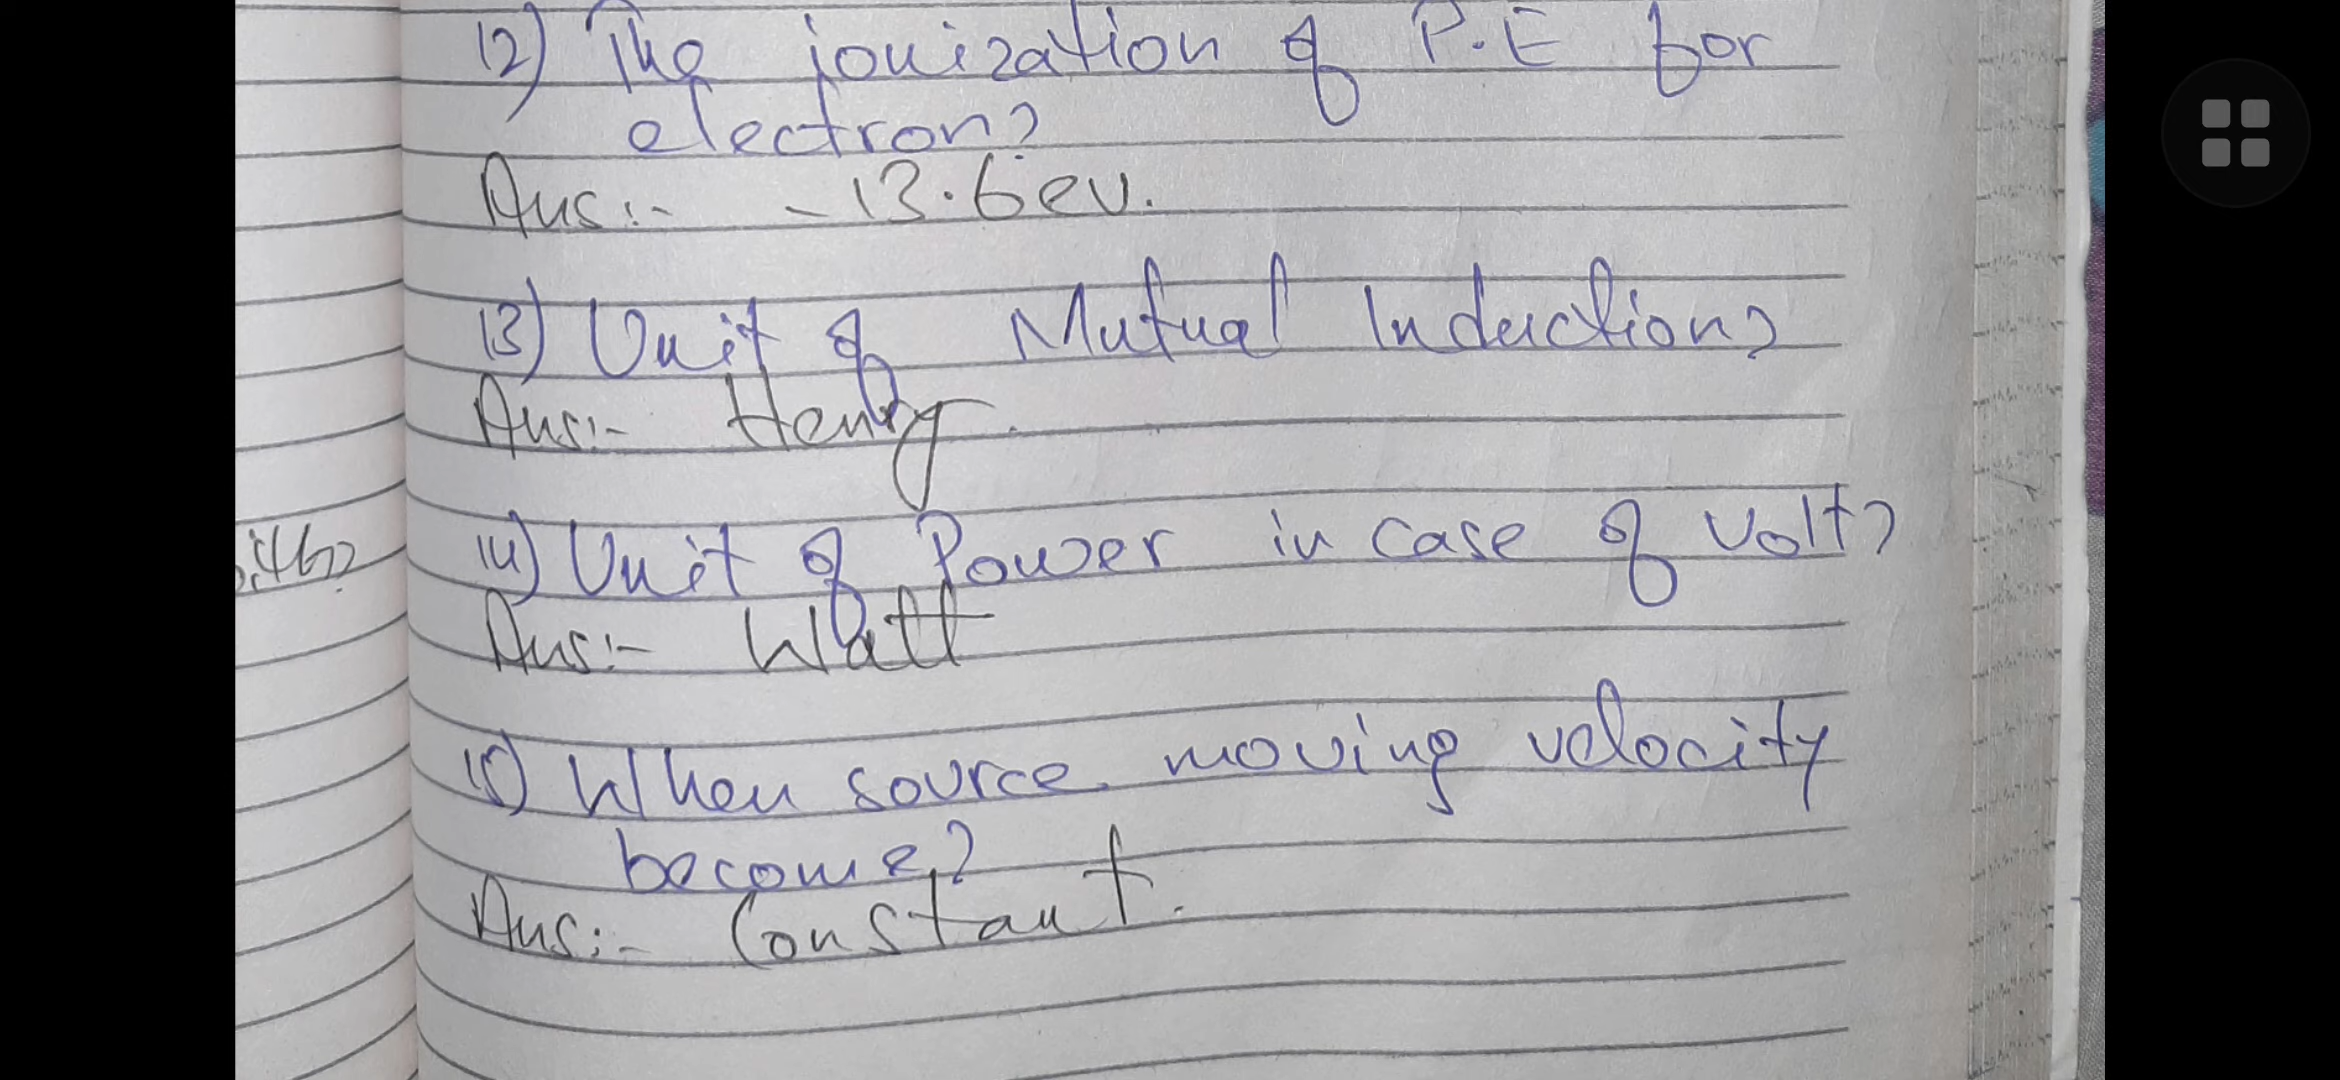 12) The ionization of P.E for
electron?
Ans:- -13.6ev.
13) Unit of Mutual Induction?
Ans:- Henry.
14) Unit of Power in case of volt?
Ans:- Watt
15) When source moving velocity
become?
Ans:- Constant.